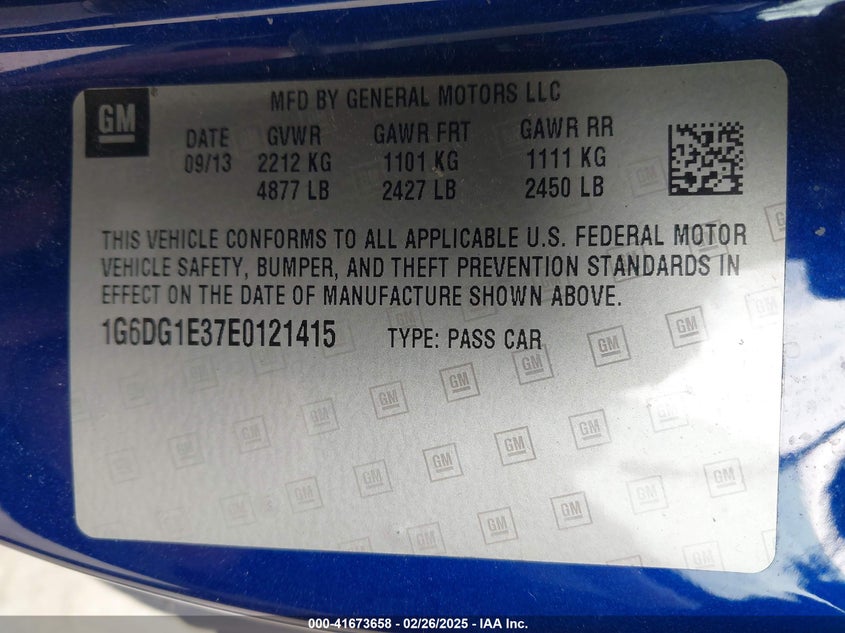 GM
MFD BY GENERAL MOTORS LLC
DATE GVWR GAWR FRT GAWR RR
09/13 2212 KG 1101 KG 1111 KG
4877 LB 2427 LB 2450 LB
THIS VEHICLE CONFORMS TO ALL APPLICABLE U.S. FEDERAL MOTOR
VEHICLE SAFETY, BUMPER, AND THEFT PREVENTION STANDARDS IN
EFFECT ON THE DATE OF MANUFACTURE SHOWN ABOVE.
1G6DG1E37E0121415 TYPE: PASS CAR
000-41673658 - 02/26/2025 - IAA Inc.